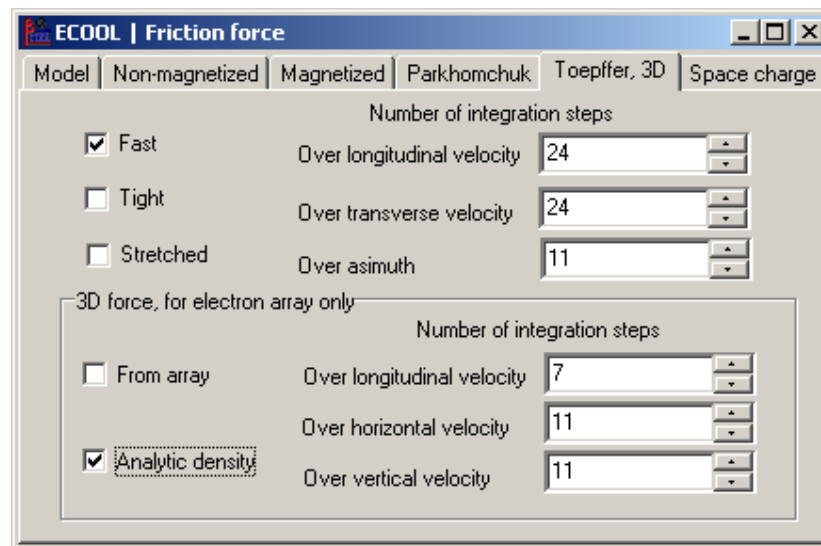 ECOOL | Friction force
Model Non-magnetized Magnetized Parkhomchuk Toepffer, 3D Space charge
Number of integration steps
Fast Over longitudinal velocity 24
Tight Over transverse velocity 24
Stretched Over asimuth 11
3D force, for electron array only
Number of integration steps
From array Over longitudinal velocity 7
Over horizontal velocity 11
Analytic density Over vertical velocity 11